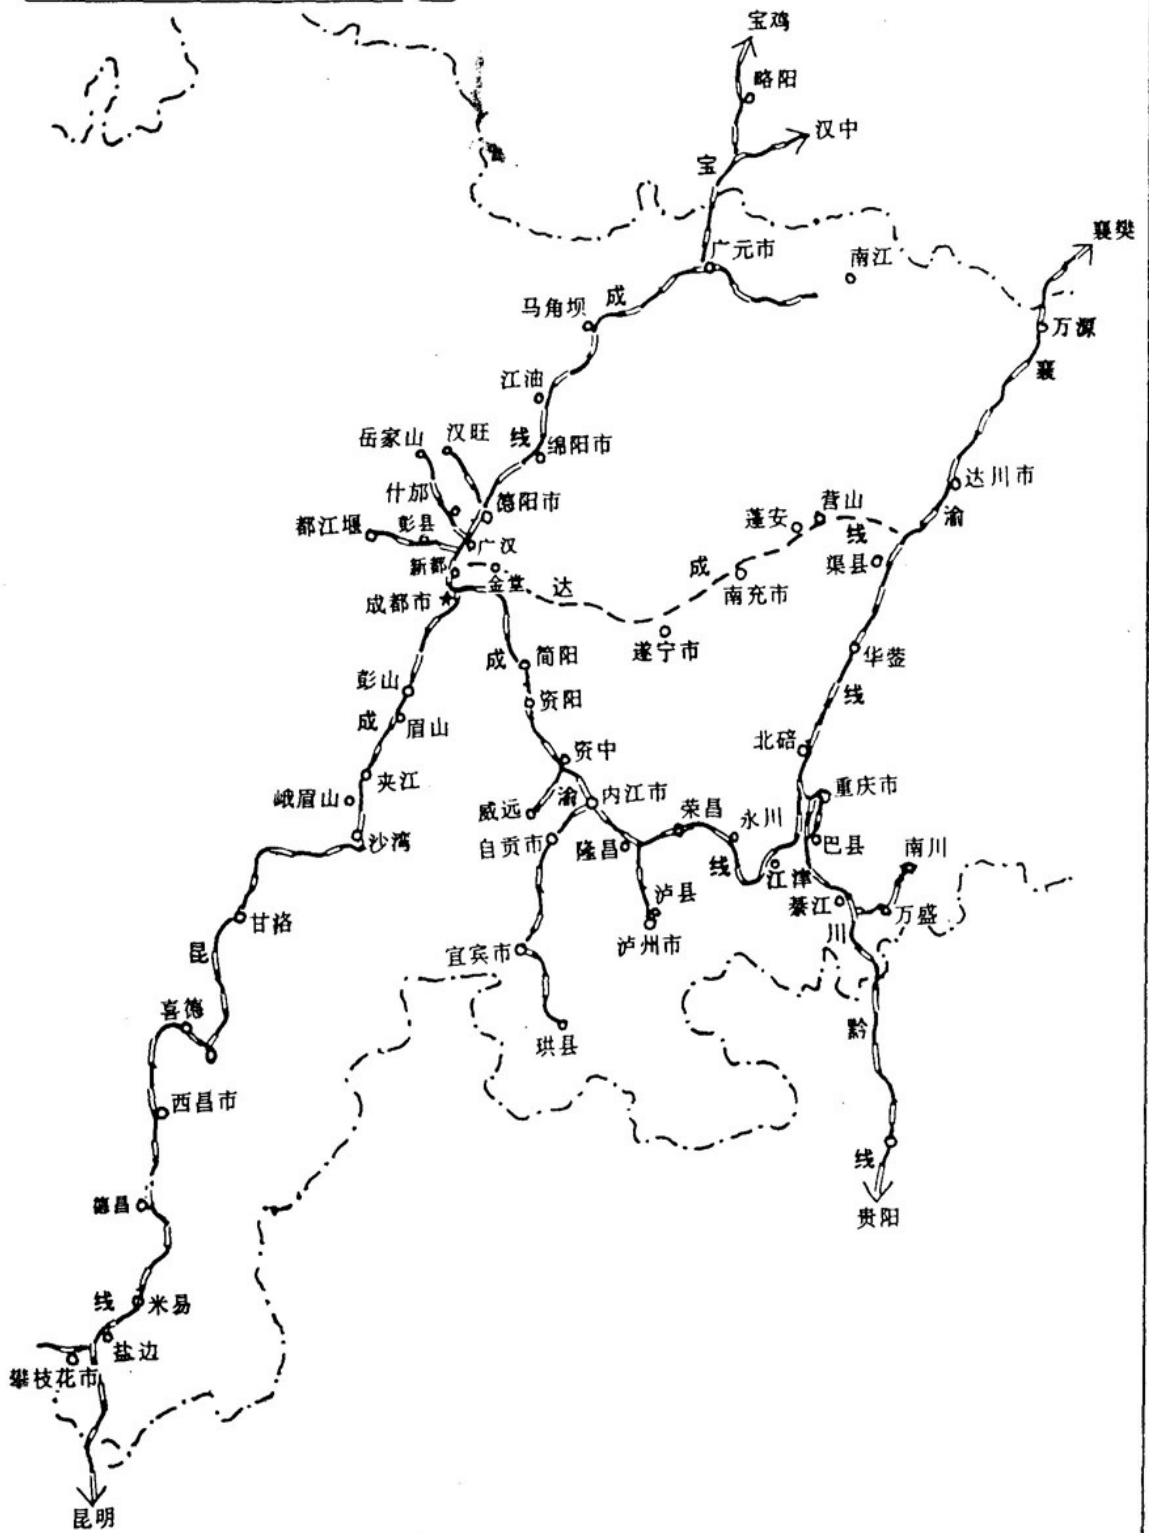 宝鸡
略阳
汉中
宝
襄樊
广元市
南江
成
马角坝
万源
襄
江油
线
绵阳市
岳家山
汉旺
达川市
什邡
德阳市
渝
都江堰
彭县
广汉
营山
蓬安
线
渠县
新都
金堂
成
达
南充市
成都市
遂宁市
华蓥
成
简阳
彭山
资阳
线
成
眉山
北碚
资中
夹江
峨眉山
重庆市
渝
内江市
威远
荣昌
永川
沙湾
自贡市
隆昌
巴县
南川
线
江津
泸县
綦江
万盛
甘洛
川
泸州市
昆
宜宾市
喜德
黔
珙县
西昌市
线
德昌
贵阳
线
米易
盐边
攀枝花市
昆明